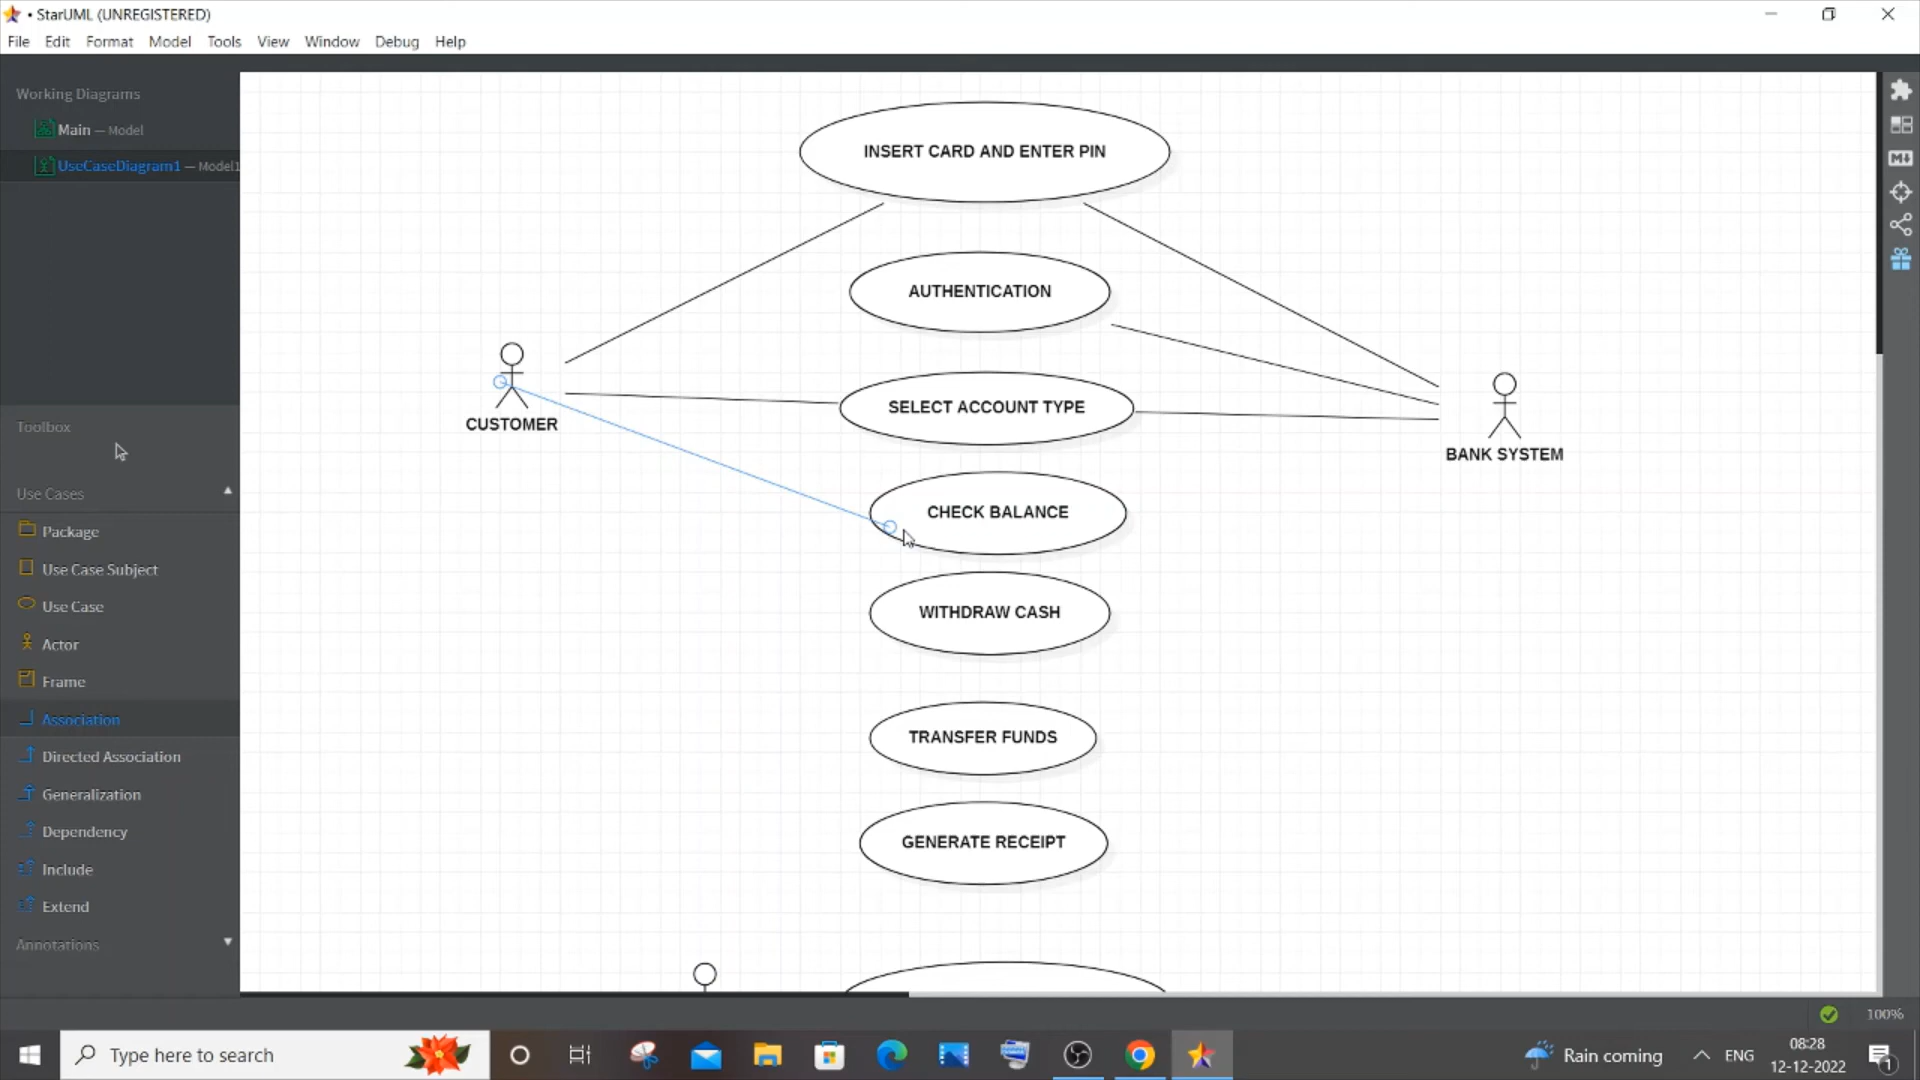 • StarUML (UNREGISTERED)
File Edit Format Model Tools View Window Debug Help
Working Diagrams
Main — Model
UseCaseDiagram1 — Model1
Toolbox
Use Cases
Package
Use Case Subject
Use Case
Actor
Frame
Association
Directed Association
Generalization
Dependency
Include
Extend
Annotations
INSERT CARD AND ENTER PIN
AUTHENTICATION
SELECT ACCOUNT TYPE
CUSTOMER
BANK SYSTEM
CHECK BALANCE
WITHDRAW CASH
TRANSFER FUNDS
GENERATE RECEIPT
M
100%
Type here to search
Rain coming
ENG
08:28
12-12-2022
1